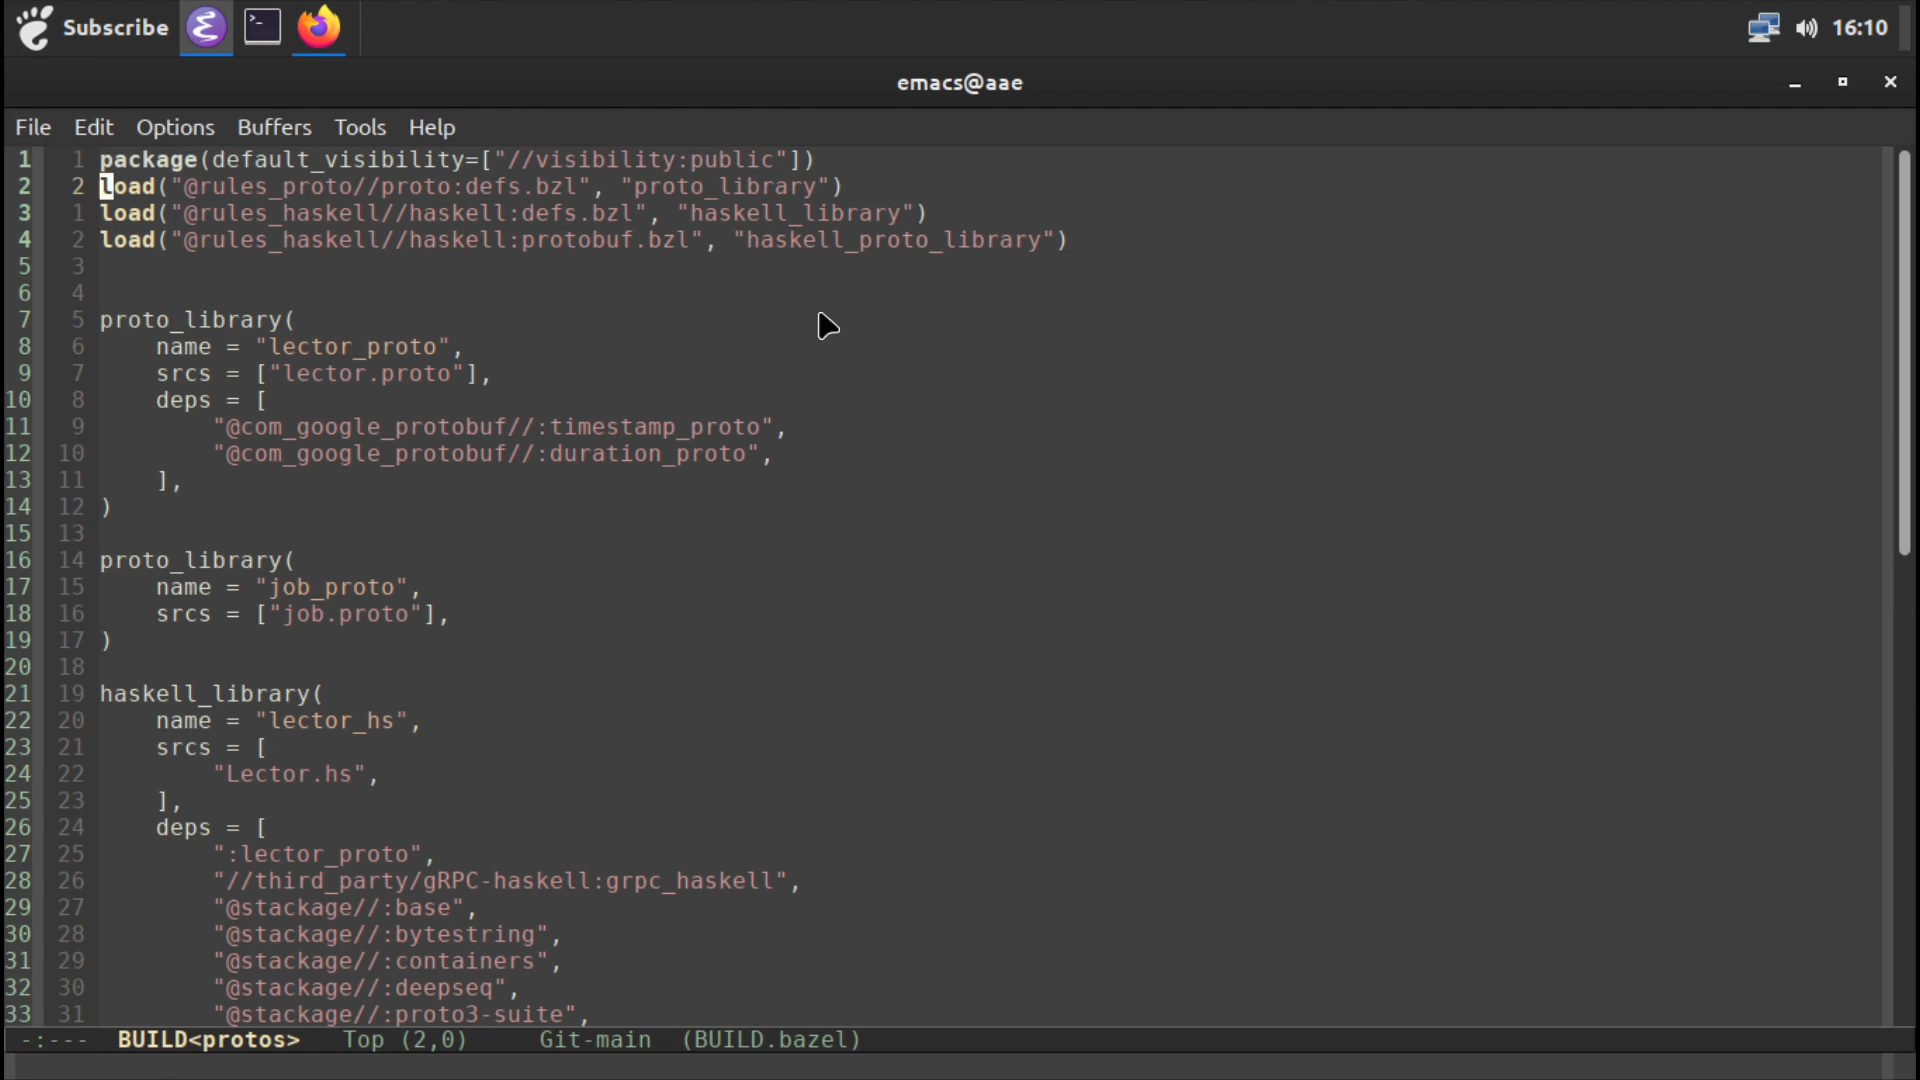 Subscribe 16:10
emacs@aae
File Edit Options Buffers Tools Help
1 1 package(default_visibility=["//visibility:public"])
2 2 load("@rules_proto//proto:defs.bzl", "proto_library")
3 1 load("@rules_haskell//haskell:defs.bzl", "haskell_library")
4 2 load("@rules_haskell//haskell:protobuf.bzl", "haskell_proto_library")
5 3
6 4
7 5 proto_library(
8 6     name = "lector_proto",
9 7     srcs = ["lector.proto"],
10 8     deps = [
11 9         "@com_google_protobuf//:timestamp_proto",
12 10         "@com_google_protobuf//:duration_proto",
13 11     ],
14 12 )
15 13
16 14 proto_library(
17 15     name = "job_proto",
18 16     srcs = ["job.proto"],
19 17 )
20 18
21 19 haskell_library(
22 20     name = "lector_hs",
23 21     srcs = [
24 22         "Lector.hs",
25 23     ],
26 24     deps = [
27 25         ":lector_proto",
28 26         "//third_party/gRPC-haskell:grpc_haskell",
29 27         "@stackage//:base",
30 28         "@stackage//:bytestring",
31 29         "@stackage//:containers",
32 30         "@stackage//:deepseq",
33 31         "@stackage//:proto3-suite",
-:--- BUILD<protos> Top (2,0) Git-main (BUILD.bazel)